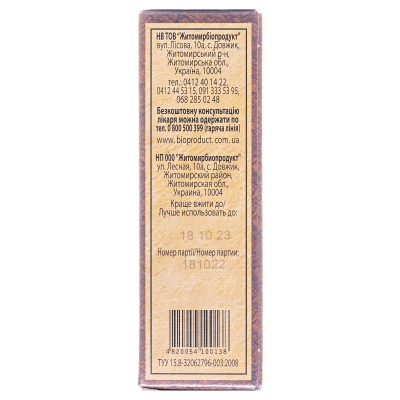 НВ ТОВ "Житомирбіопродукт"
вул. Лісова, 10а, с. Довжик,
Житомирський р-н,
Житомирська обл.,
Україна, 10004
тел.: 0412 40 14 22,
0412 44 53 15, 091 333 53 95,
068 285 02 48
Безкоштовну консультацію
лікаря можна одержати по
тел. 0 800 500 399 (гаряча лінія)
www.bioproduct.com.ua
НП ООО "Житомирбиопродукт"
ул. Лесная, 10а, с. Довжик,
Житомирский район,
Житомирская обл.,
Украина, 10004
Краще вжити до/
Лучше использовать до:
18 10 23
Номер партії/Номер партии:
181022
4820054 100138
ТУУ 15.8-32062796-003:2008